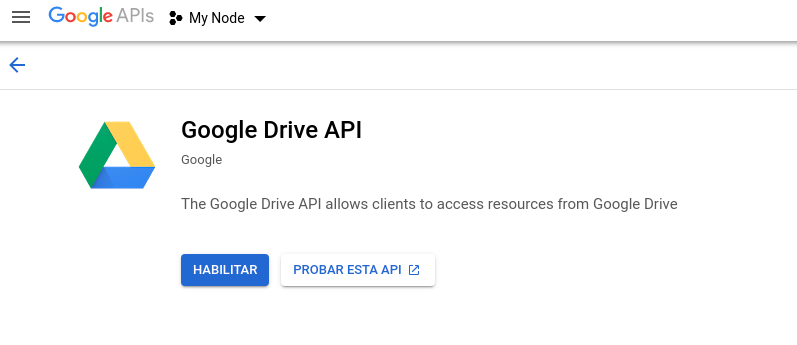 Google APIs My Node
Google Drive API
Google
The Google Drive API allows clients to access resources from Google Drive
HABILITAR PROBAR ESTA API